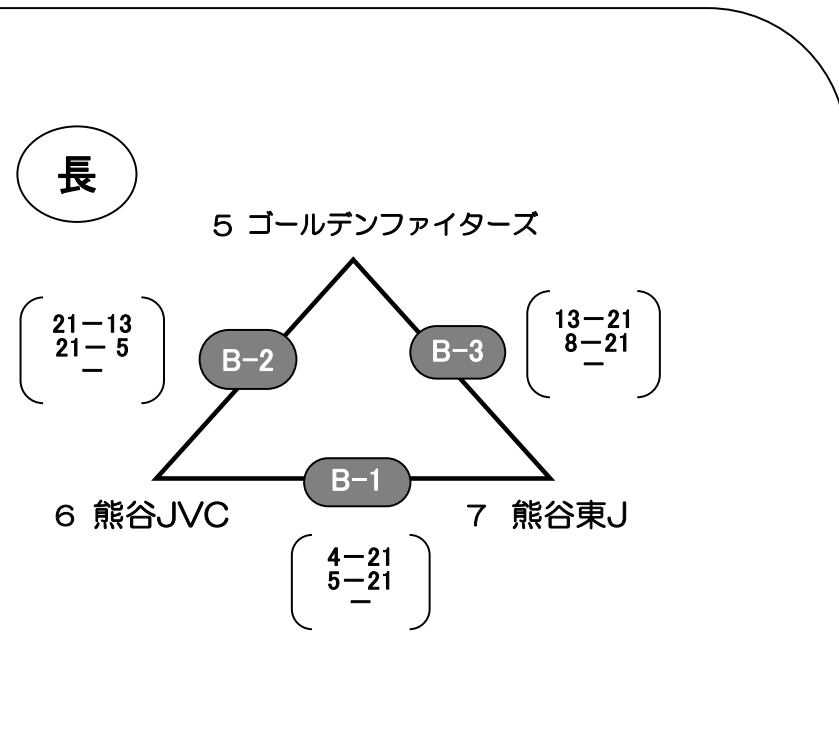 長
5 ゴールデンファイターズ
21－13
21－ 5
－
B-2
B-3
13－21
8－21
－
B-1
6 熊谷JVC
7 熊谷東J
4－21
5－21
－